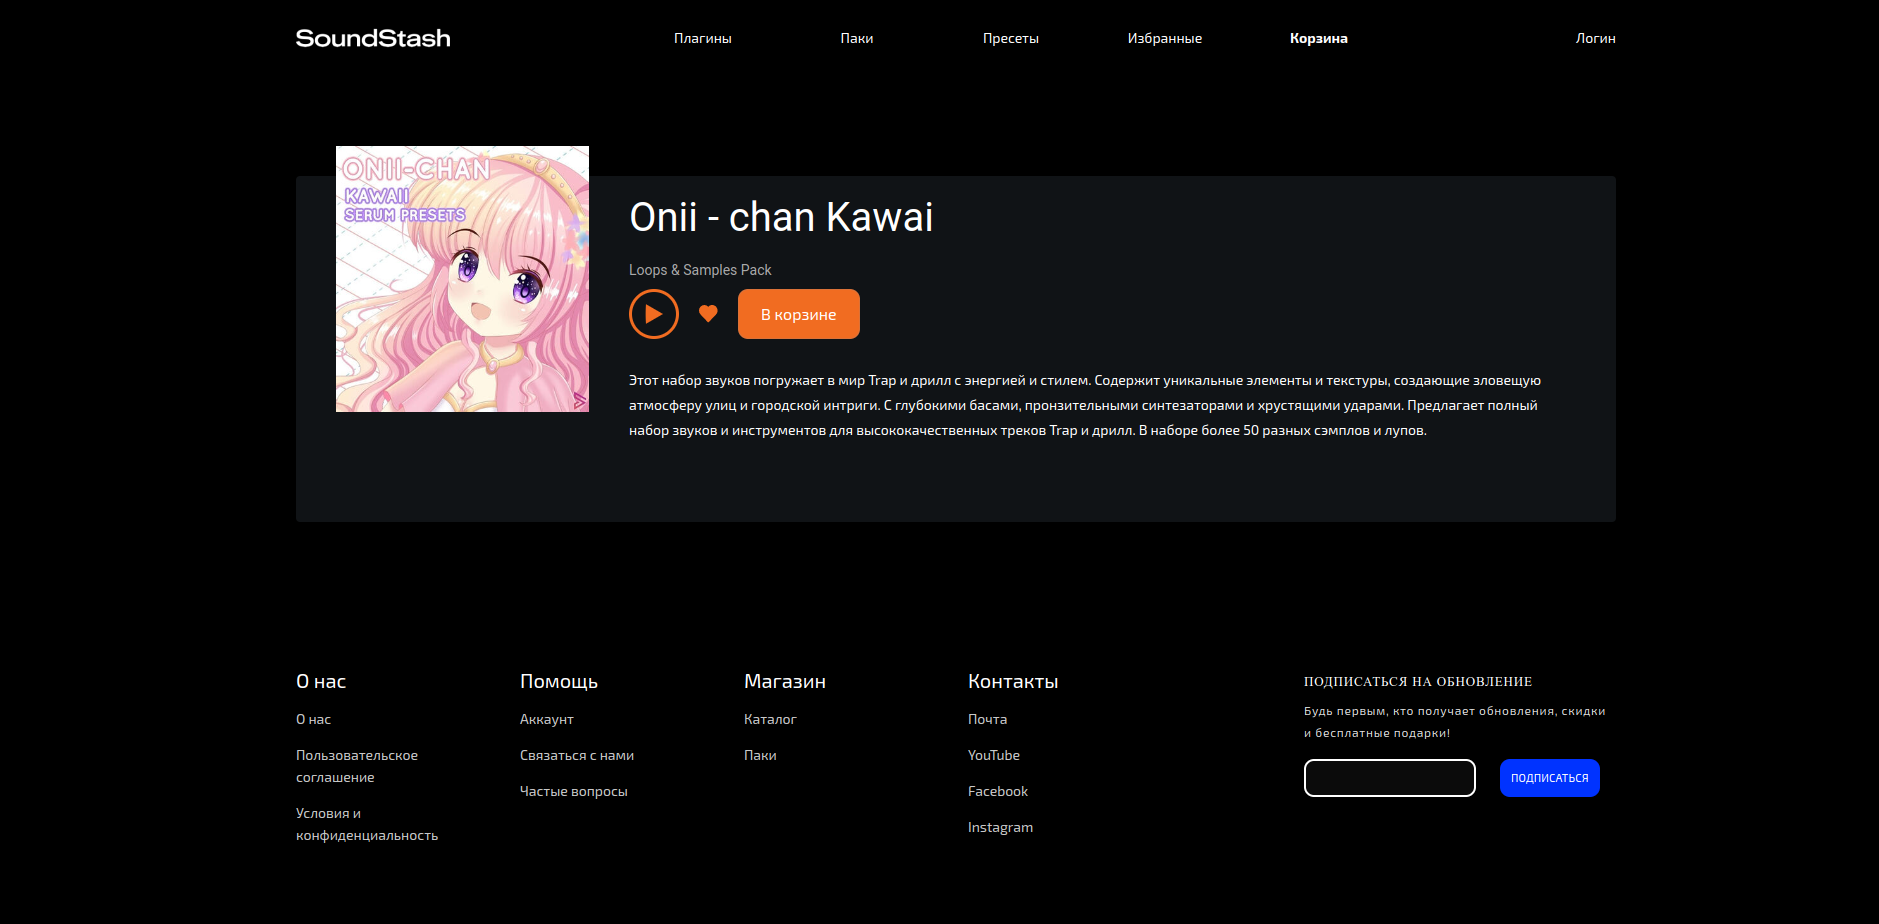 SoundStash
Плагины
Паки
Пресеты
Избранные
Корзина
Логин
ONII-CHAN
KAWAII
SERUM PRESETS
Onii - chan Kawai
Loops & Samples Pack
В корзине
Этот набор звуков погружает в мир Trap и дрилл с энергией и стилем. Содержит уникальные элементы и текстуры, создающие зловещую
атмосферу улиц и городской интриги. С глубокими басами, пронзительными синтезаторами и хрустящими ударами. Предлагает полный
набор звуков и инструментов для высококачественных треков Trap и дрилл. В наборе более 50 разных сэмплов и лупов.
О нас
О нас
Пользовательское
соглашение
Условия и
конфиденциальность
Помощь
Аккаунт
Связаться с нами
Частые вопросы
Магазин
Каталог
Паки
Контакты
Почта
YouTube
Facebook
Instagram
ПОДПИСАТЬСЯ НА ОБНОВЛЕНИЕ
Будь первым, кто получает обновления, скидки
и бесплатные подарки!
ПОДПИСАТЬСЯ